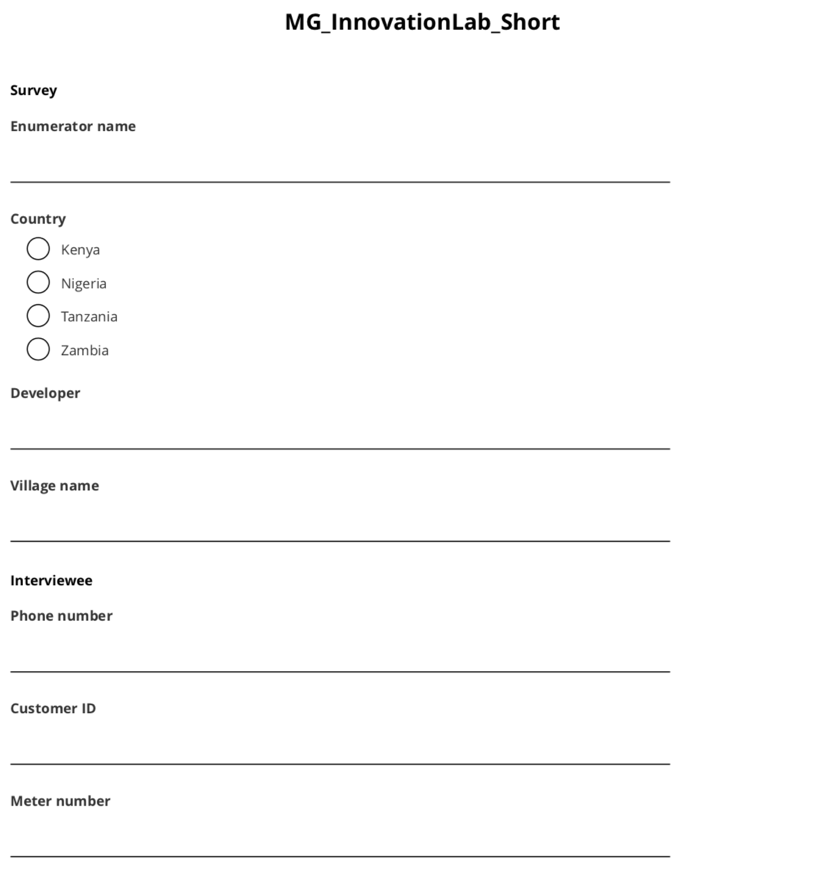 MG_InnovationLab_Short
Survey
Enumerator name
Country
Kenya
Nigeria
Tanzania
Zambia
Developer
Village name
Interviewee
Phone number
Customer ID
Meter number